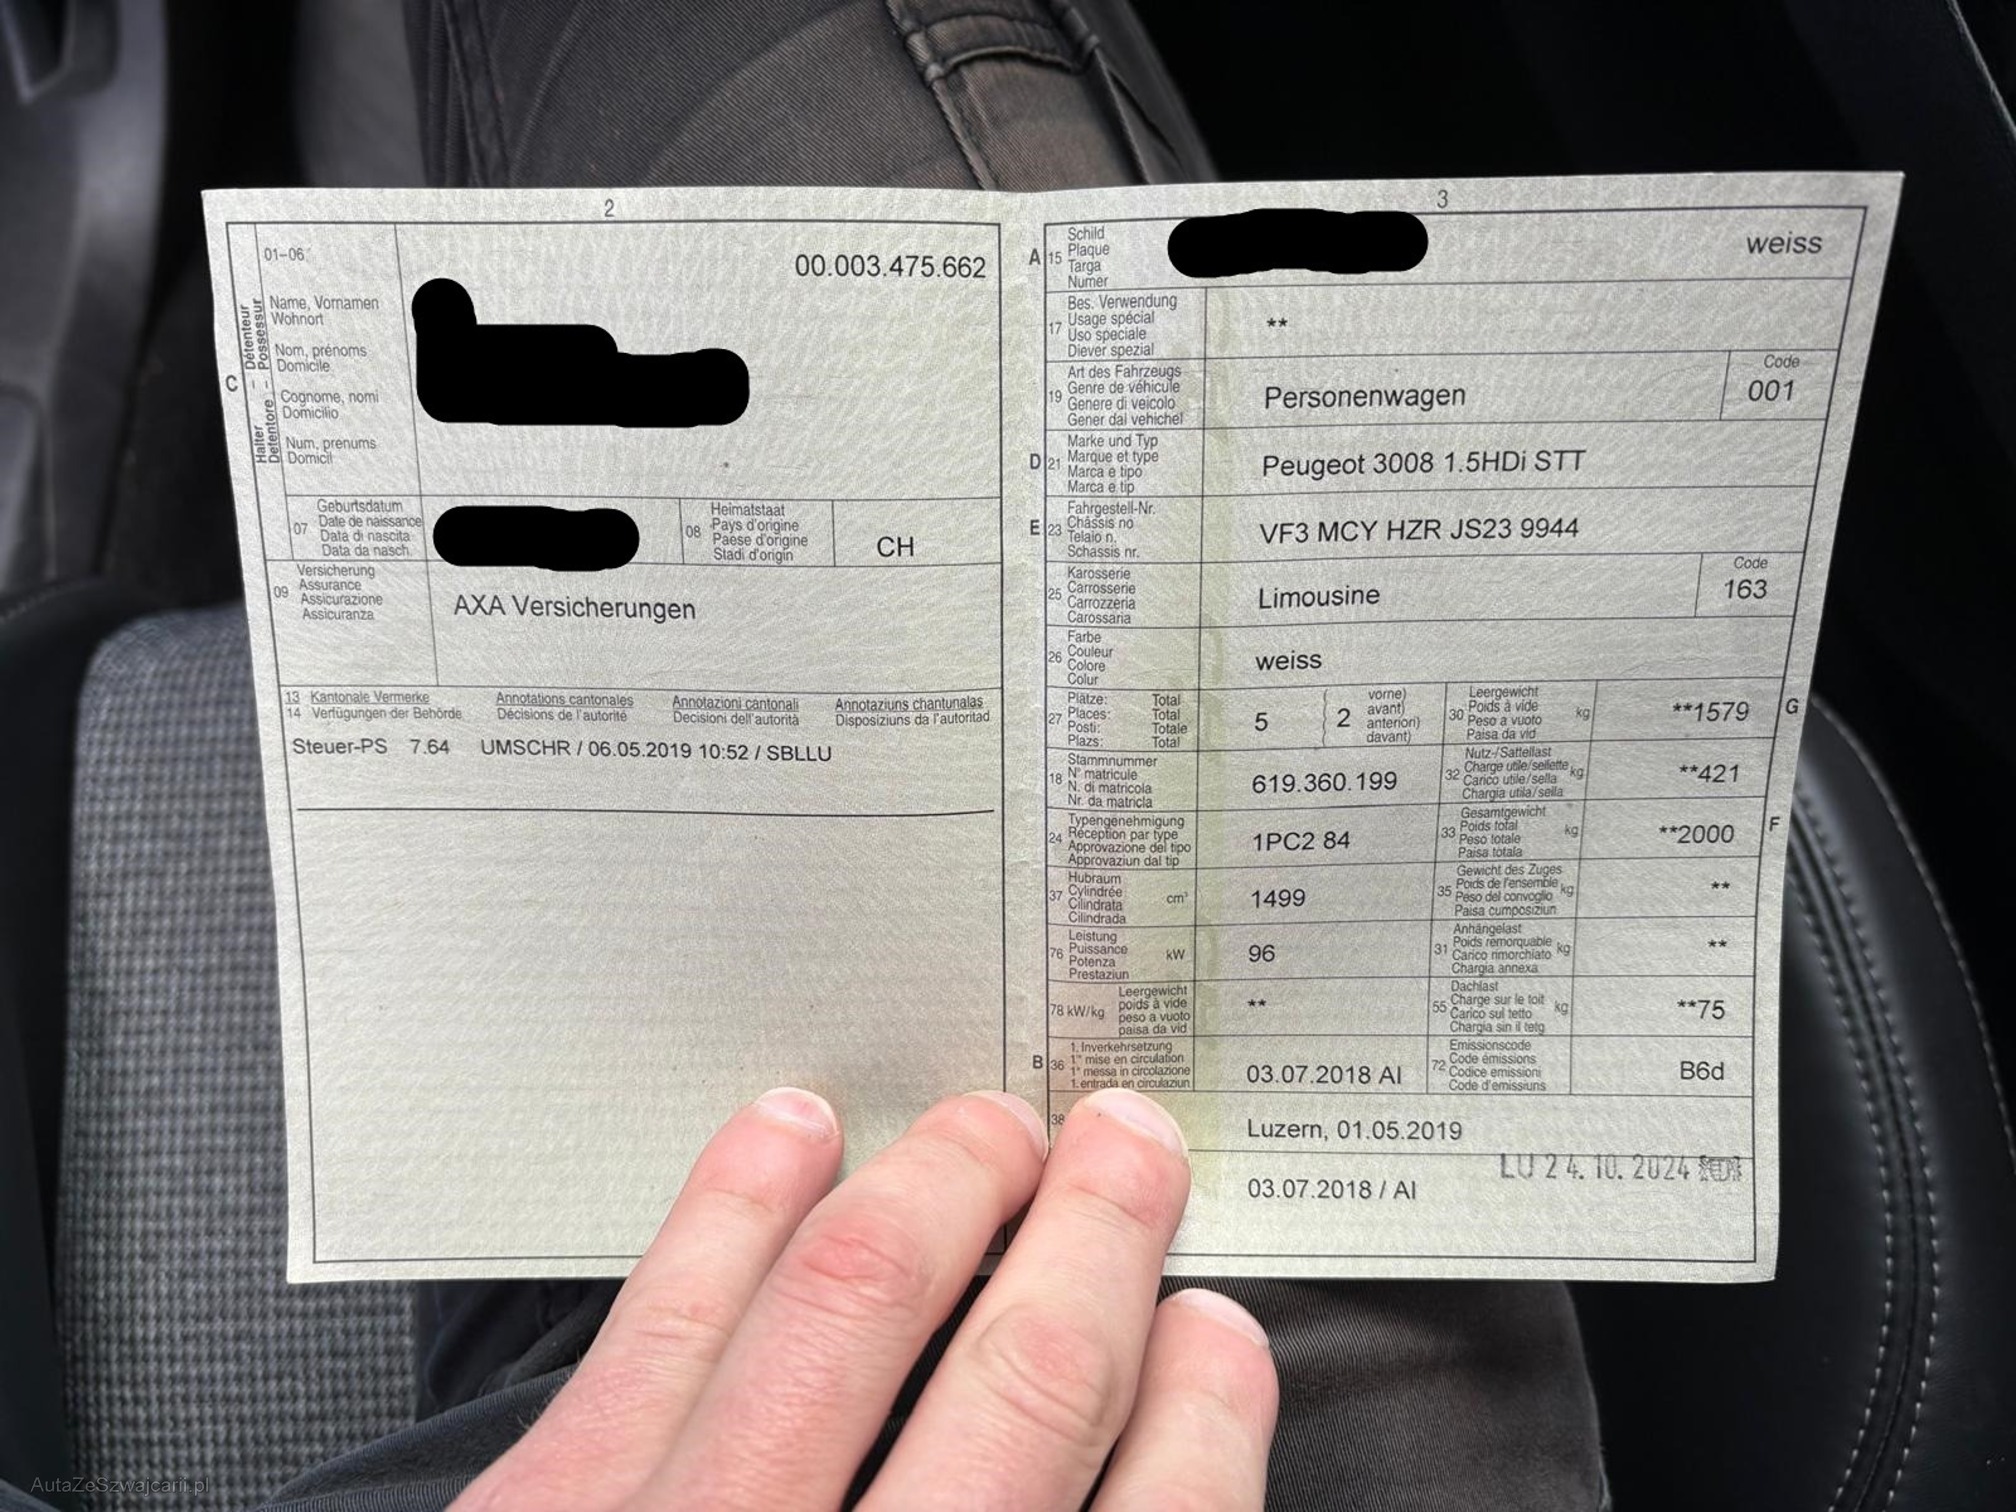 2
01-06
00.003.475.662
C
Halter – Détenteur
Detentore – Possessur
Name, Vornamen
Wohnort
Nom, prénoms
Domicile
Cognome, nomi
Domicilio
Num, prenums
Domicil
07
Geburtsdatum
Date de naissance
Data di nascita
Data da nasch.
08
Heimatstaat
Pays d'origine
Paese d'origine
Stadi d'origin
CH
09
Versicherung
Assurance
Assicurazione
Assicuranza
AXA Versicherungen
13 Kantonale Vermerke Annotations cantonales Annotazioni cantonali Annotaziuns chantunalas
14 Verfügungen der Behörde Décisions de l'autorité Decisioni dell'autorità Disposiziuns da l'autoritad
Steuer-PS 7.64 UMSCHR / 06.05.2019 10:52 / SBLLU
3
A 15
Schild
Plaque
Targa
Numer
weiss
17
Bes. Verwendung
Usage spécial
Uso speciale
Diever spezial
**
19
Art des Fahrzeugs
Genre de véhicule
Genere di veicolo
Gener dal vehichel
Personenwagen
Code
001
D 21
Marke und Typ
Marque et type
Marca e tipo
Marca e tip
Peugeot 3008 1.5HDi STT
E 23
Fahrgestell-Nr.
Châssis no
Telaio n.
Schassis nr.
VF3 MCY HZR JS23 9944
25
Karosserie
Carrosserie
Carrozzeria
Carossaria
Limousine
Code
163
26
Farbe
Couleur
Colore
Colur
weiss
27
Plätze: Total
Places: Total
Posti: Totale
Plazs: Total
5
2
vorne)
avant)
anteriori)
davant)
30
Leergewicht
Poids à vide
Peso a vuoto
Paisa da vid
kg
**1579
G
18
Stammnummer
N° matricule
N. di matricola
Nr. da matricla
619.360.199
32
Nutz-/Sattellast
Charge utile/sellette
Carico utile/sella
Chargia utila/sella
kg
**421
24
Typengenehmigung
Réception par type
Approvazione del tipo
Approvaziun dal tip
1PC2 84
33
Gesamtgewicht
Poids total
Peso totale
Paisa totala
kg
**2000
F
37
Hubraum
Cylindrée
Cilindrata
Cilindrada
cm³
1499
35
Gewicht des Zuges
Poids de l'ensemble
Peso del convoglio
Paisa cumposiziun
kg
**
76
Leistung
Puissance
Potenza
Prestaziun
kW
96
31
Anhängelast
Poids remorquable
Carico rimorchiato
Chargia annexa
kg
**
78 kW/kg
Leergewicht
poids à vide
peso a vuoto
paisa da vid
**
55
Dachlast
Charge sur le toit
Carico sul tetto
Chargia sin il tetg
kg
**75
B 36
1. Inverkehrsetzung
1re mise en circulation
1a messa in circolazione
1. entrada en circulaziun
03.07.2018 AI
72
Emissionscode
Code émissions
Codice emissioni
Code d'emissiuns
B6d
38
Luzern, 01.05.2019
LU 24.10.2024
03.07.2018 / AI
AutaZeSzwajcarii.pl